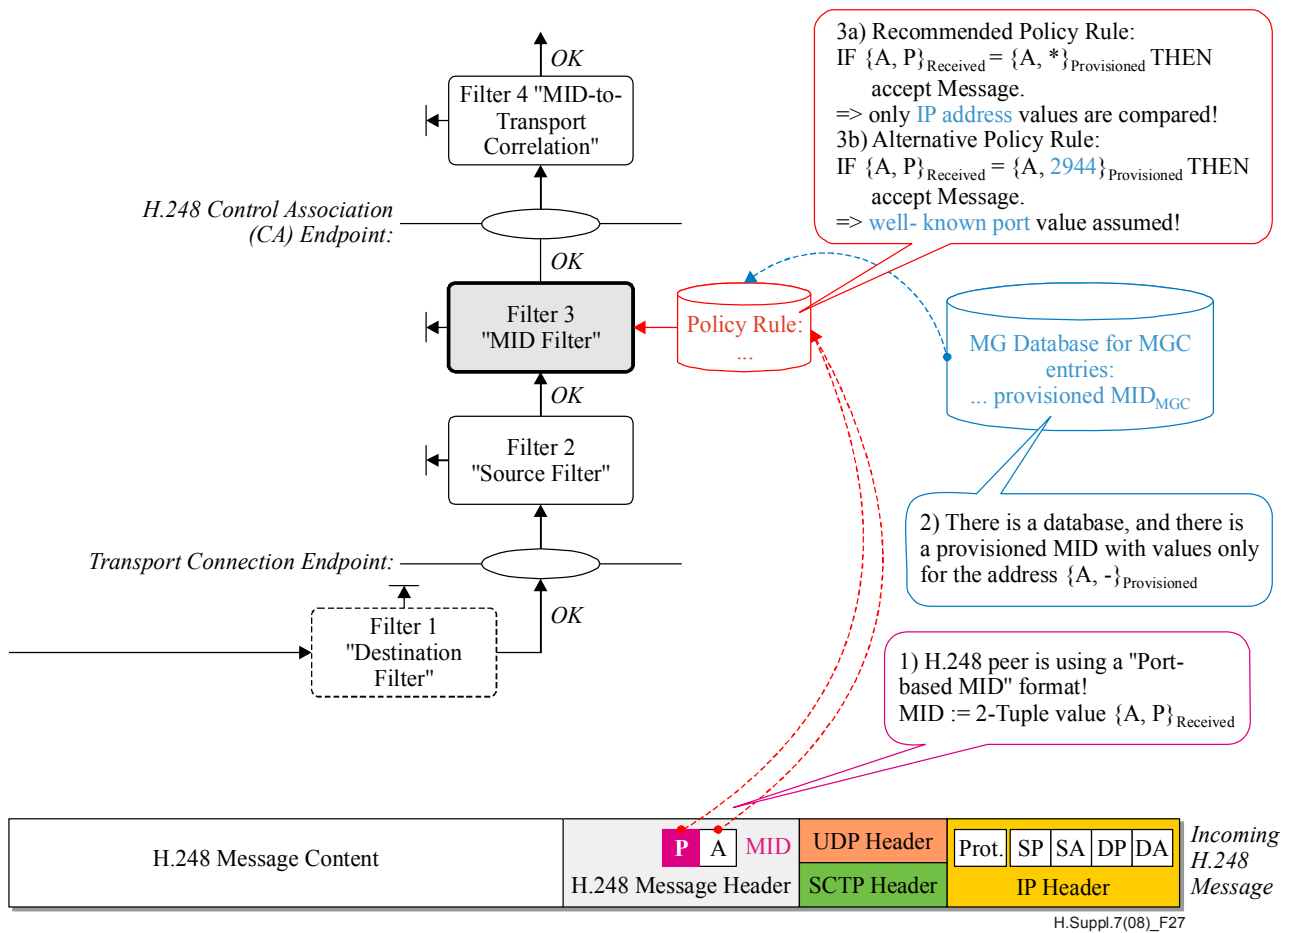 3a) Recommended Policy Rule:
IF {A, P}Received = {A, *}Provisioned THEN
accept Message.
=> only IP address values are compared!
3b) Alternative Policy Rule:
IF {A, P}Received = {A, 2944}Provisioned THEN
accept Message.
=> well- known port value assumed!
OK
Filter 4 "MID-to-
Transport
Correlation"
H.248 Control Association
(CA) Endpoint:
OK
Filter 3
"MID Filter"
Policy Rule:
...
MG Database for MGC
entries:
... provisioned MIDMGC
OK
Filter 2
"Source Filter"
2) There is a database, and there is
a provisioned MID with values only
for the address {A, -}Provisioned
Transport Connection Endpoint:
OK
Filter 1
"Destination
Filter"
1) H.248 peer is using a "Port-
based MID" format!
MID := 2-Tuple value {A, P}Received
H.248 Message Content
P A MID
H.248 Message Header
UDP Header
SCTP Header
Prot. SP SA DP DA
IP Header
Incoming
H.248
Message
H.Suppl.7(08)_F27